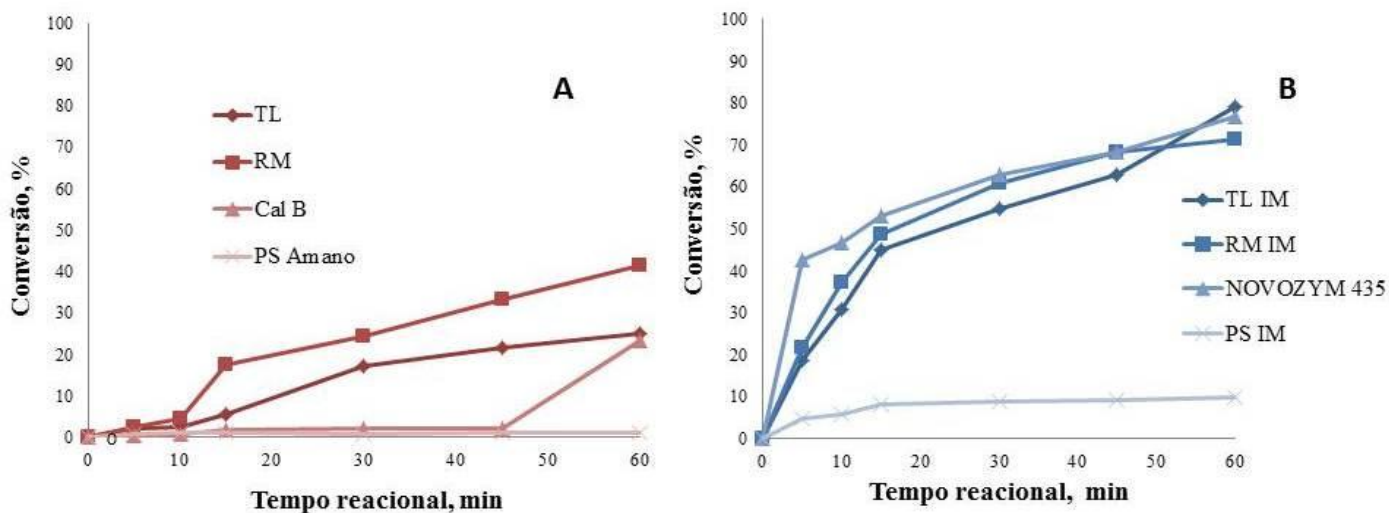 100
90
80
70
60
50
40
30
20
10
0
Conversão, %
A
TL
RM
Cal B
PS Amano
0
0
10
20
30
40
50
60
Tempo reacional, min
100
90
80
70
60
50
40
30
20
10
0
Conversão, %
B
TL IM
RM IM
NOVOZYM 435
PS IM
0
10
20
30
40
50
60
Tempo reacional, min